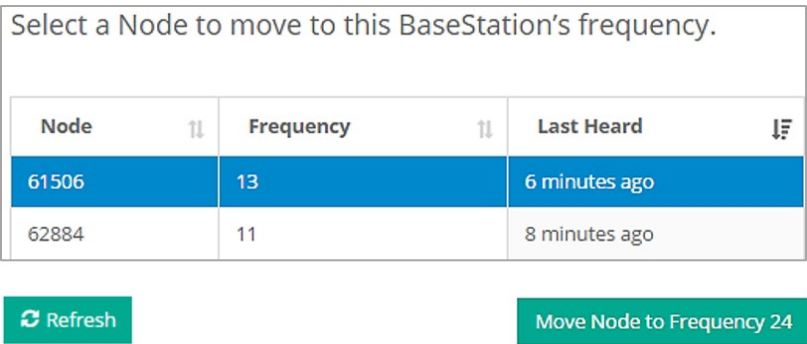 Select a Node to move to this BaseStation’s frequency.
Node Frequency Last Heard
61506 13 6 minutes ago
62884 11 8 minutes ago
Refresh Move Node to Frequency 24